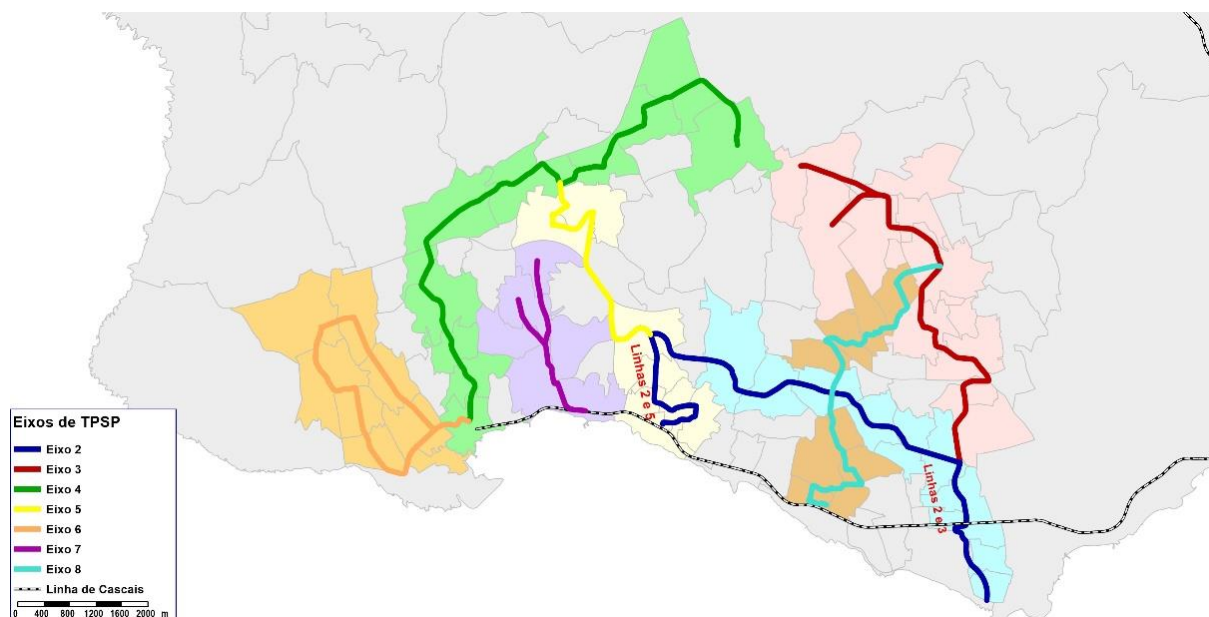 Linhas 2 e 5
Linhas 2 e 3
Eixos de TPSP
Eixo 2
Eixo 3
Eixo 4
Eixo 5
Eixo 6
Eixo 7
Eixo 8
Linha de Cascais
0 400 800 1200 1600 2000 m